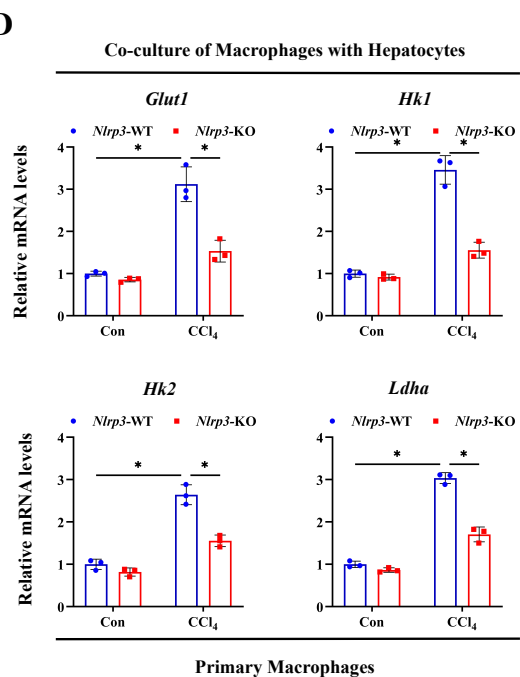 D
Co-culture of Macrophages with Hepatocytes
Glut1
Hk1
Nlrp3-WT Nlrp3-KO
Nlrp3-WT Nlrp3-KO
Relative mRNA levels
4
3
2
1
0
* *
Con CCl4
4
3
2
1
0
* *
Con CCl4
Hk2
Ldha
Nlrp3-WT Nlrp3-KO
Nlrp3-WT Nlrp3-KO
Relative mRNA levels
4
3
2
1
0
* *
Con CCl4
4
3
2
1
0
* *
Con CCl4
Primary Macrophages